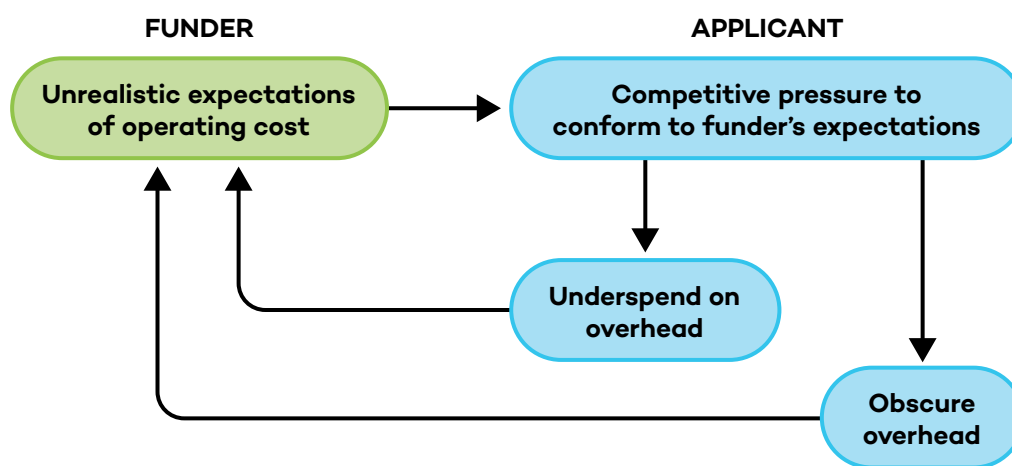 FUNDER
APPLICANT
Unrealistic expectations
of operating cost
Competitive pressure to
conform to funder’s expectations
Underspend on
overhead
Obscure
overhead